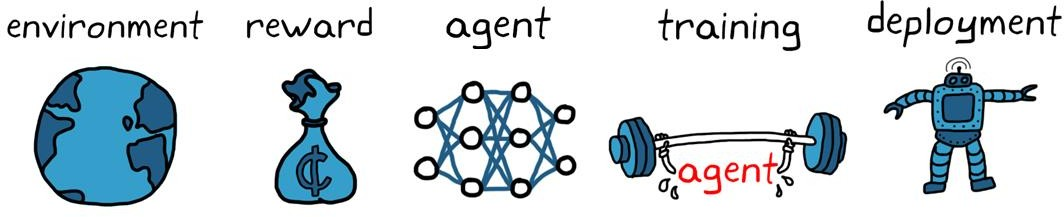 environment
reward
agent
training
deployment
₵
agent